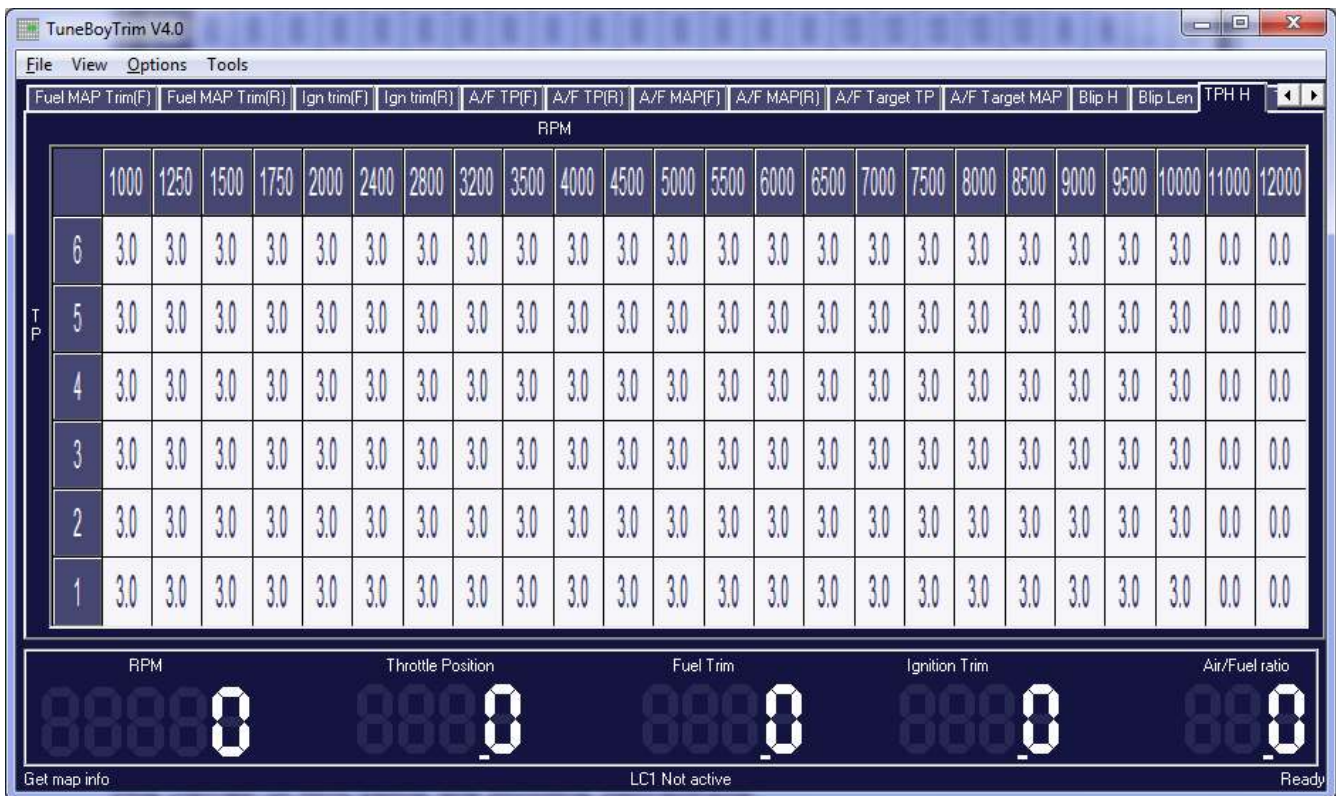 TuneBoyTrim V4.0
File View Options Tools
Fuel MAP Trim(F) Fuel MAP Trim(R) Ign trim(F) Ign trim(R) A/F TP(F) A/F TP(R) A/F MAP(F) A/F MAP(R) A/F Target TP A/F Target MAP Blip H Blip Len TPH H
RPM
1000 1250 1500 1750 2000 2400 2800 3200 3500 4000 4500 5000 5500 6000 6500 7000 7500 8000 8500 9000 9500 10000 11000 12000
6 3.0 3.0 3.0 3.0 3.0 3.0 3.0 3.0 3.0 3.0 3.0 3.0 3.0 3.0 3.0 3.0 3.0 3.0 3.0 3.0 3.0 3.0 0.0 0.0
TP
5 3.0 3.0 3.0 3.0 3.0 3.0 3.0 3.0 3.0 3.0 3.0 3.0 3.0 3.0 3.0 3.0 3.0 3.0 3.0 3.0 3.0 3.0 0.0 0.0
4 3.0 3.0 3.0 3.0 3.0 3.0 3.0 3.0 3.0 3.0 3.0 3.0 3.0 3.0 3.0 3.0 3.0 3.0 3.0 3.0 3.0 3.0 0.0 0.0
3 3.0 3.0 3.0 3.0 3.0 3.0 3.0 3.0 3.0 3.0 3.0 3.0 3.0 3.0 3.0 3.0 3.0 3.0 3.0 3.0 3.0 3.0 0.0 0.0
2 3.0 3.0 3.0 3.0 3.0 3.0 3.0 3.0 3.0 3.0 3.0 3.0 3.0 3.0 3.0 3.0 3.0 3.0 3.0 3.0 3.0 3.0 0.0 0.0
1 3.0 3.0 3.0 3.0 3.0 3.0 3.0 3.0 3.0 3.0 3.0 3.0 3.0 3.0 3.0 3.0 3.0 3.0 3.0 3.0 3.0 3.0 0.0 0.0
RPM Throttle Position Fuel Trim Ignition Trim Air/Fuel ratio
0 .0 .0 .0 .0
Get map info LC1 Not active Ready